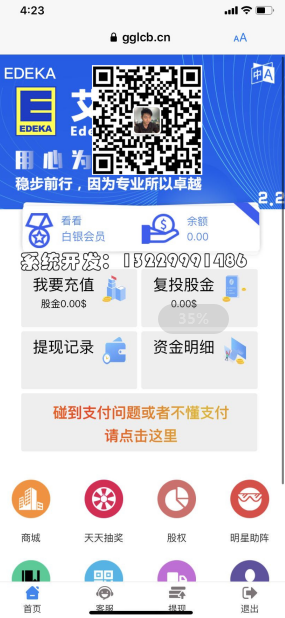 4:23
gglcb.cn
AA
EDEKA
EDEKA
艾
Ede
用心为
稳步前行，因为专业所以卓越
2.2
看看
白银会员
余额
0.00
系统开发：13229991486
我要充值
股金0.00$
复投股金
0.00$
35%
提现记录
资金明细
碰到支付问题或者不懂支付
请点击这里
商城
天天抽奖
股权
明星助阵
首页
客服
提现
退出